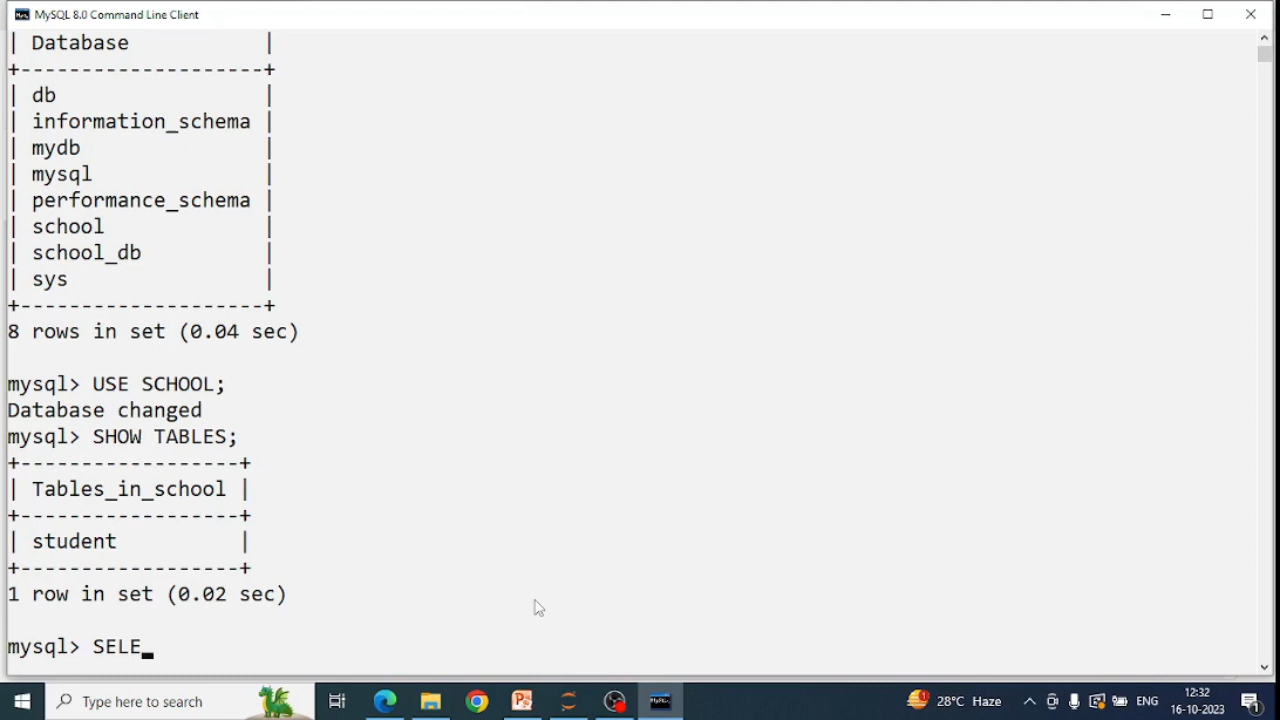 MySQL 8.0 Command Line Client
| Database           |
+--------------------+
| db                 |
| information_schema |
| mydb               |
| mysql              |
| performance_schema |
| school             |
| school_db          |
| sys                |
+--------------------+
8 rows in set (0.04 sec)
mysql> USE SCHOOL;
Database changed
mysql> SHOW TABLES;
+------------------+
| Tables_in_school |
+------------------+
| student          |
+------------------+
1 row in set (0.02 sec)
mysql> SELE_
Type here to search
28°C Haze
ENG
12:32
16-10-2023